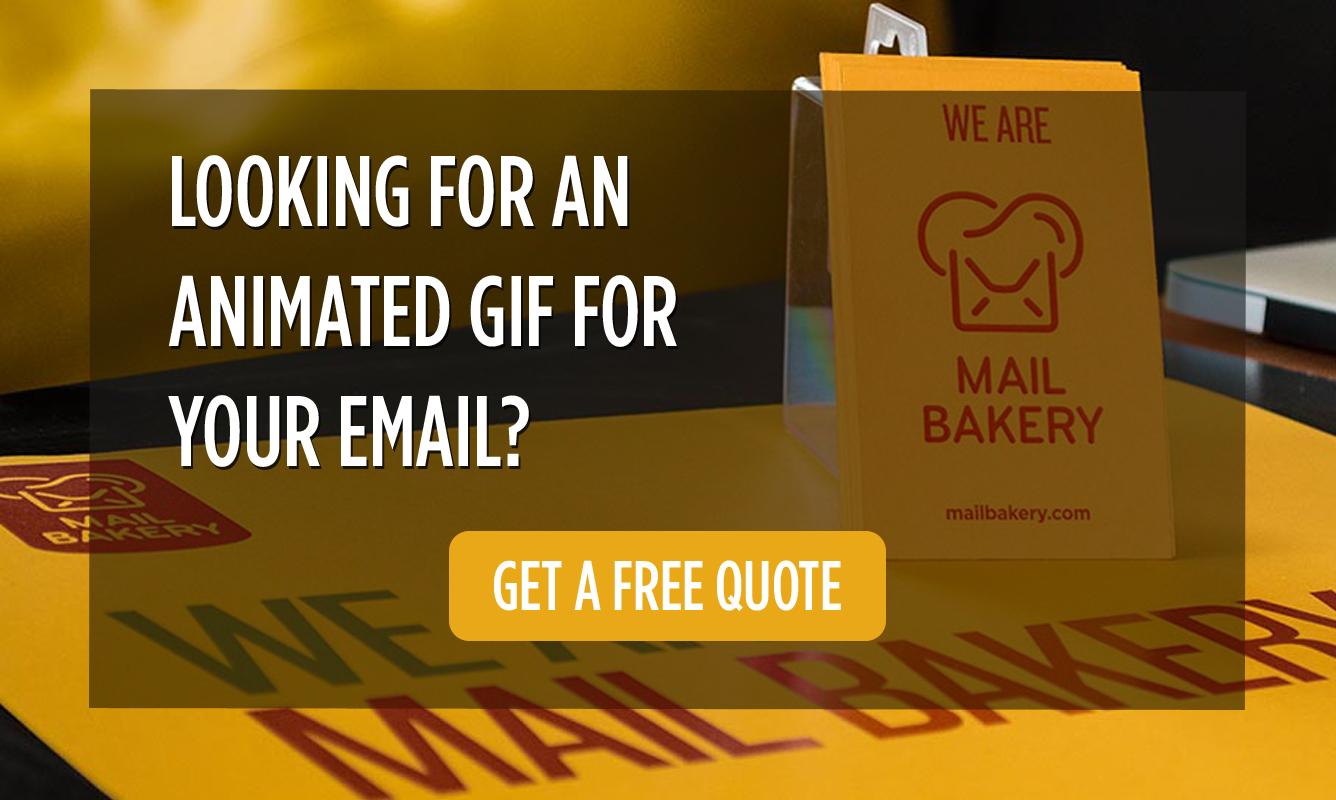 LOOKING FOR AN
ANIMATED GIF FOR
YOUR EMAIL?
GET A FREE QUOTE
WE ARE
MAIL
BAKERY
mailbakery.com
MAIL
BAKERY
WE
MAIL BAKERY